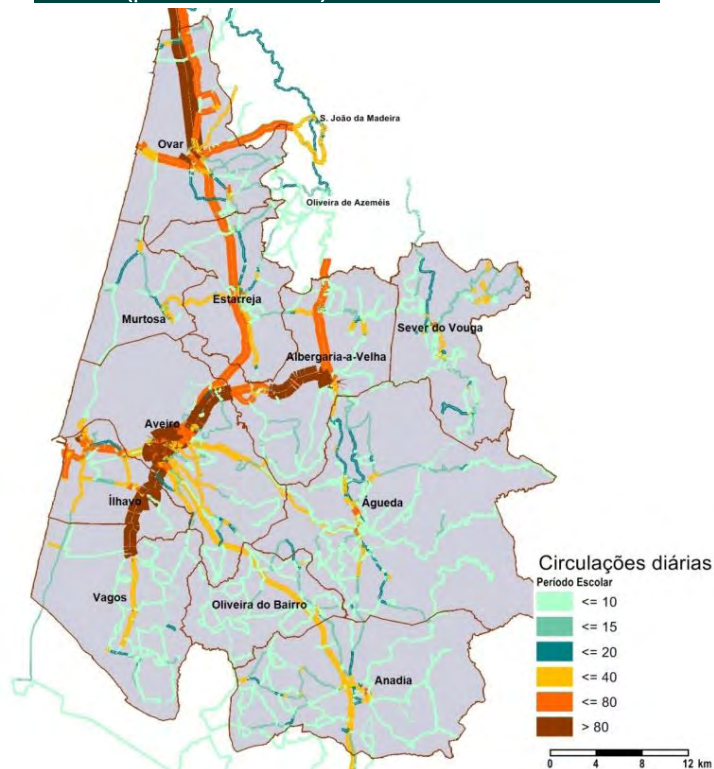 S. João da Madeira
Ovar
Oliveira de Azeméis
Estarreja
Murtosa
Sever do Vouga
Albergaria-a-Velha
Aveiro
Ílhavo
Águeda
Vagos
Oliveira do Bairro
Anadia
Circulações diárias
Período Escolar
<= 10
<= 15
<= 20
<= 40
<= 80
> 80
0 4 8 12 km